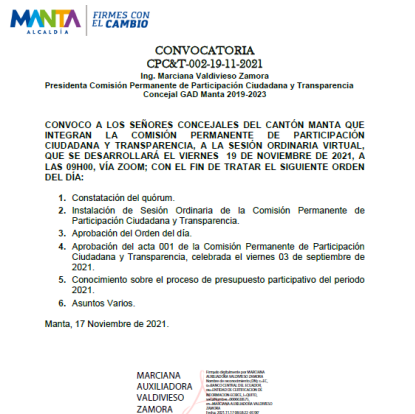 MANTA
ALCALDÍA
FIRMES CON
EL CAMBIO
CONVOCATORIA
CPC&T-002-19-11-2021
Ing. Marciana Valdivieso Zamora
Presidenta Comisión Permanente de Participación Ciudadana y Transparencia
Concejal GAD Manta 2019-2023
CONVOCO A LOS SEÑORES CONCEJALES DEL CANTÓN MANTA QUE
INTEGRAN LA COMISIÓN PERMANENTE DE PARTICIPACIÓN
CIUDADANA Y TRANSPARENCIA, A LA SESIÓN ORDINARIA VIRTUAL,
QUE SE DESARROLLARÁ EL VIERNES 19 DE NOVIEMBRE DE 2021, A
LAS 09H00, VÍA ZOOM; CON EL FIN DE TRATAR EL SIGUIENTE ORDEN
DEL DÍA:
1. Constatación del quórum.
2. Instalación de Sesión Ordinaria de la Comisión Permanente de
Participación Ciudadana y Transparencia.
3. Aprobación del Orden del día.
4. Aprobación del acta 001 de la Comisión Permanente de Participación
Ciudadana y Transparencia, celebrada el viernes 03 de septiembre de
2021.
5. Conocimiento sobre el proceso de presupuesto participativo del periodo
2021.
6. Asuntos Varios.
Manta, 17 Noviembre de 2021.
MARCIANA
AUXILIADORA
VALDIVIESO
ZAMORA
Firmado digitalmente por MARCIANA
AUXILIADORA VALDIVIESO
ZAMORA